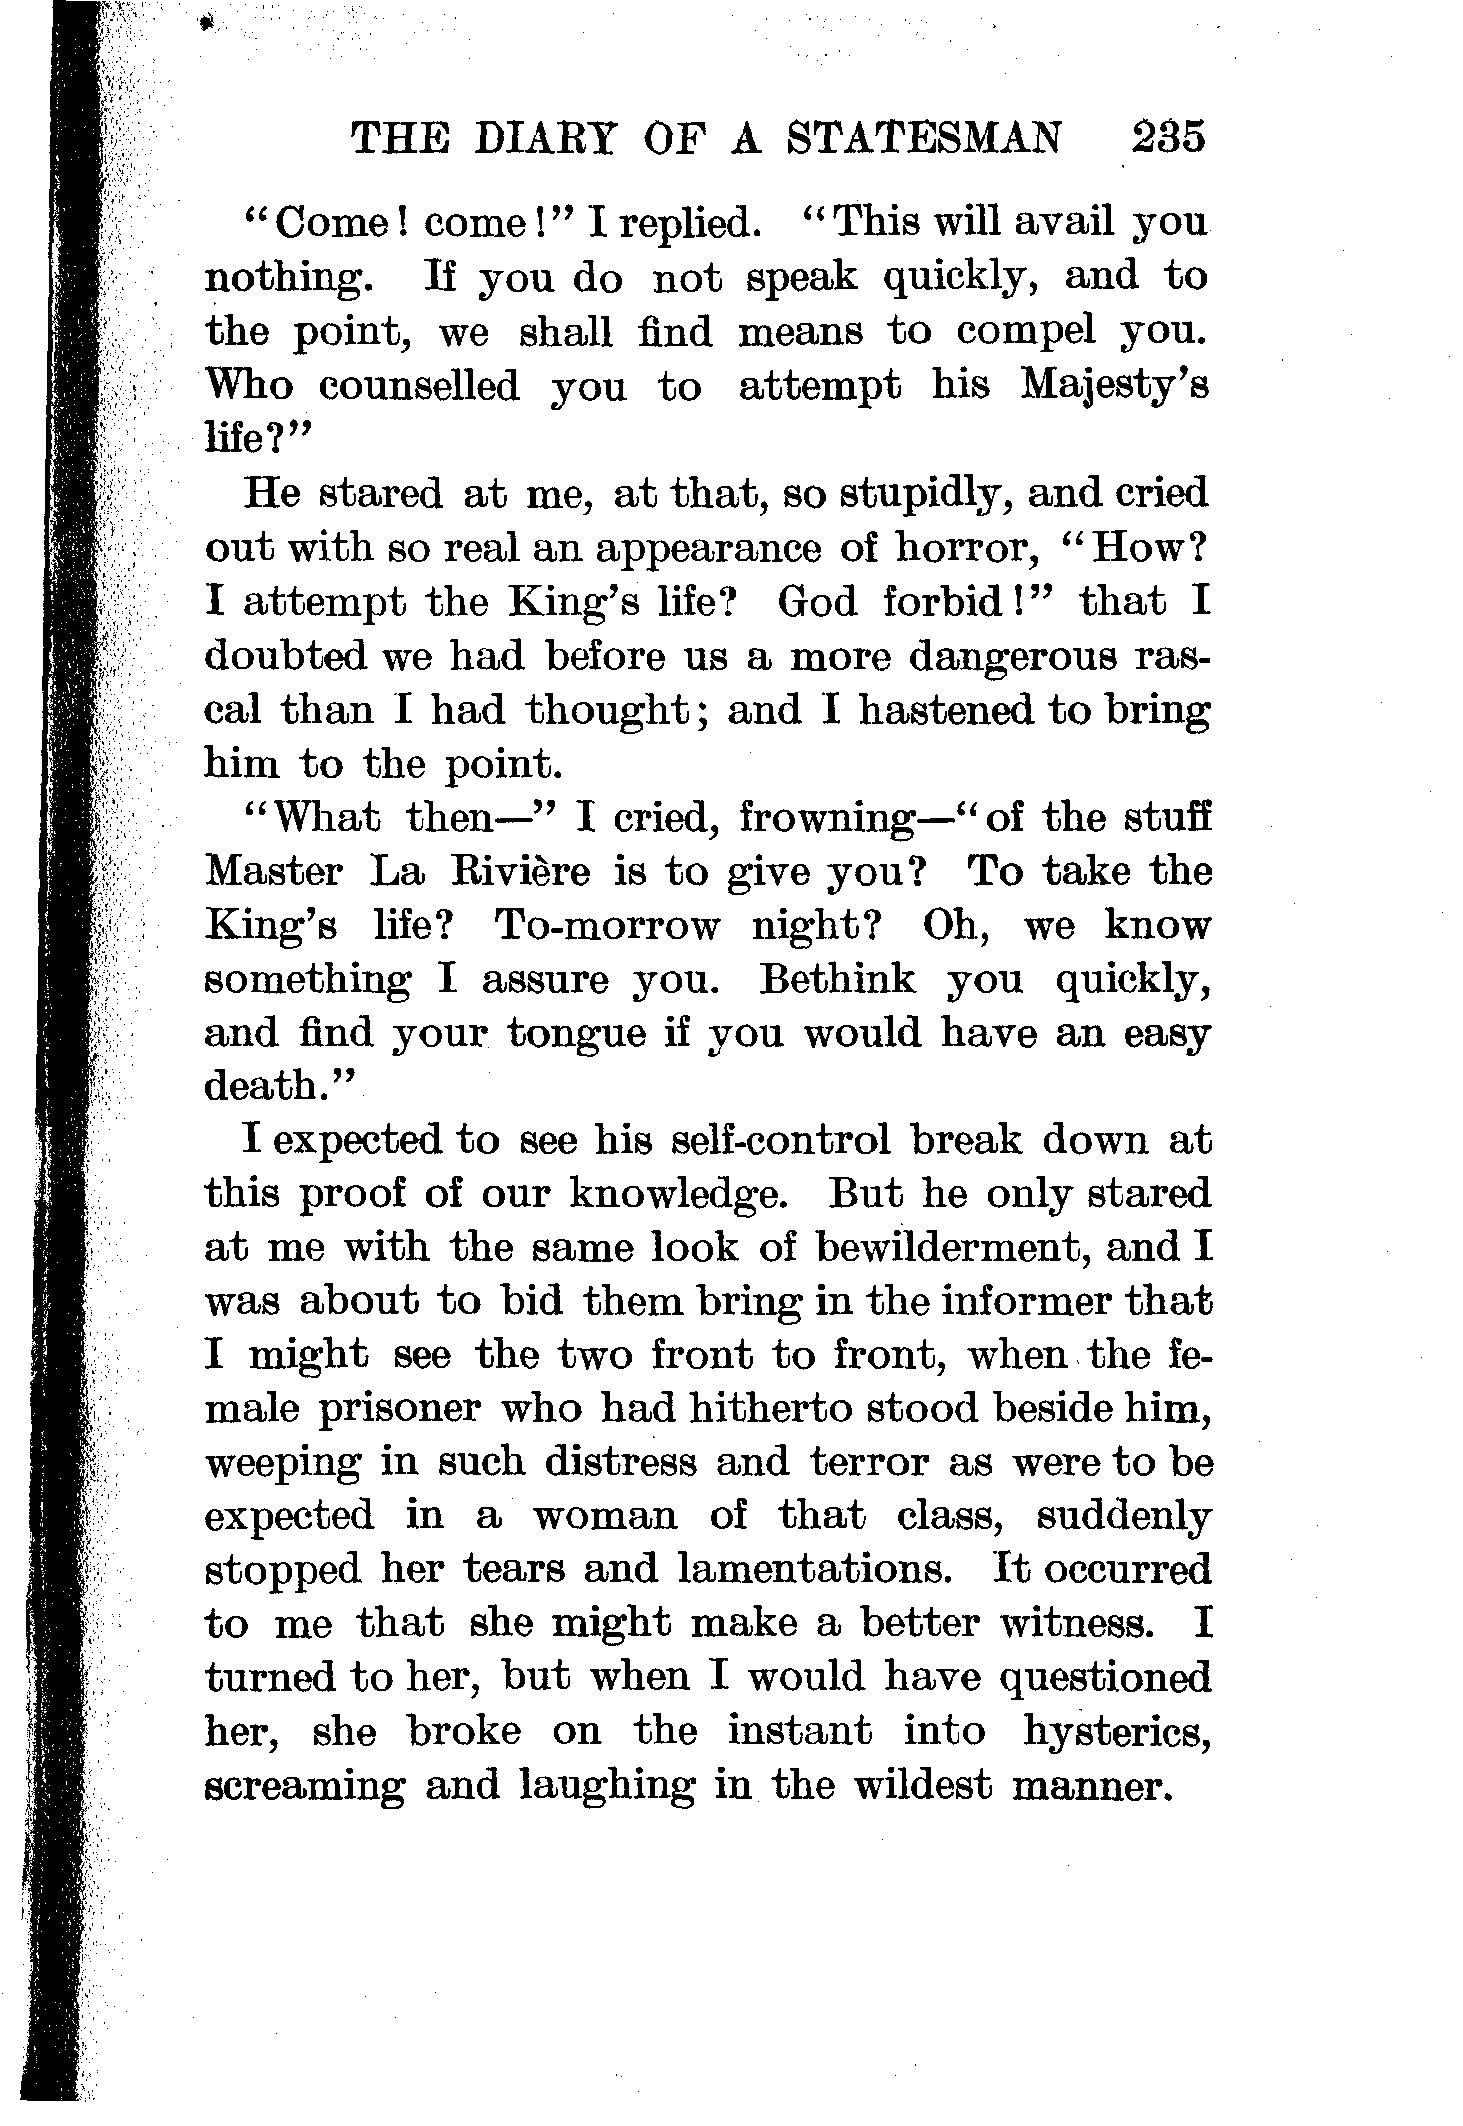 THE DIARY OF A STATESMAN 235
"Come! come!" I replied. "This will avail you
nothing. If you do not speak quickly, and to
the point, we shall find means to compel you.
Who counselled you to attempt his Majesty's
life?"
He stared at me, at that, so stupidly, and cried
out with so real an appearance of horror, "How?
I attempt the King's life? God forbid!" that I
doubted we had before us a more dangerous ras-
cal than I had thought; and I hastened to bring
him to the point.
"What then—" I cried, frowning—"of the stuff
Master La Rivière is to give you? To take the
King's life? To-morrow night? Oh, we know
something I assure you. Bethink you quickly,
and find your tongue if you would have an easy
death."
I expected to see his self-control break down at
this proof of our knowledge. But he only stared
at me with the same look of bewilderment, and I
was about to bid them bring in the informer that
I might see the two front to front, when the fe-
male prisoner who had hitherto stood beside him,
weeping in such distress and terror as were to be
expected in a woman of that class, suddenly
stopped her tears and lamentations. It occurred
to me that she might make a better witness. I
turned to her, but when I would have questioned
her, she broke on the instant into hysterics,
screaming and laughing in the wildest manner.